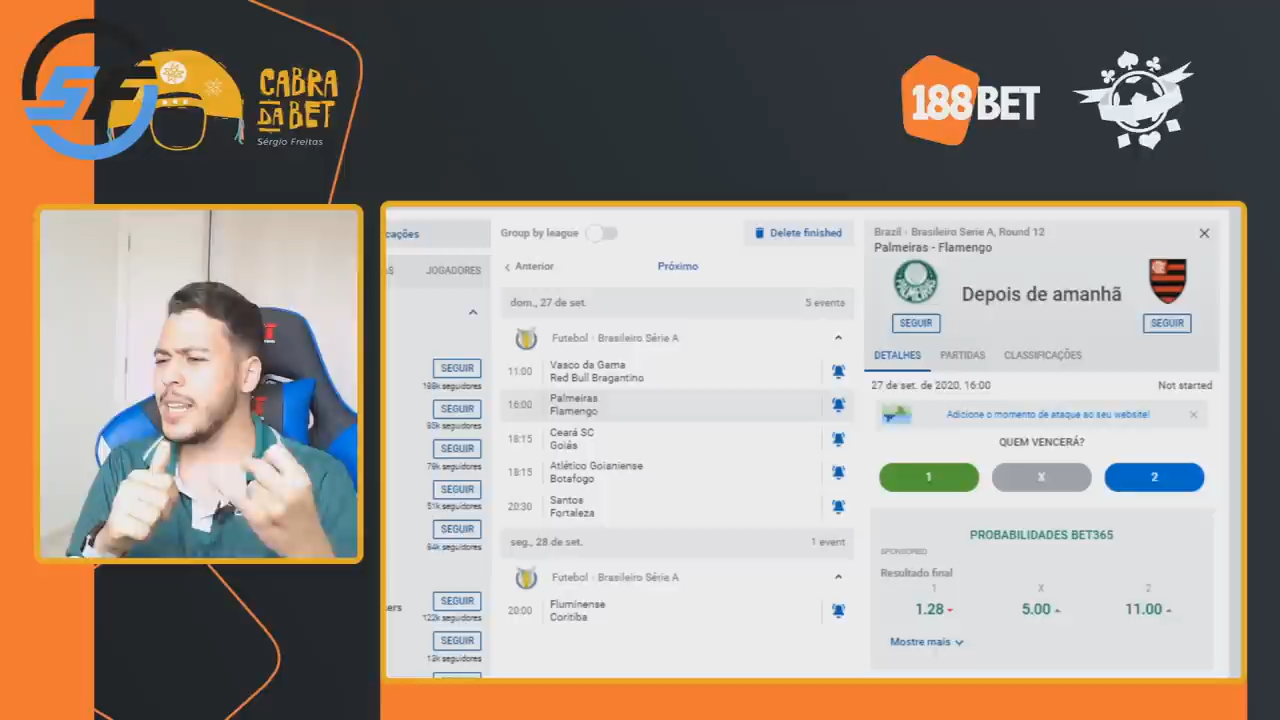 SF
CABRA
DA BET
Sérgio Freitas
188BET
cações
Group by league
Delete finished
JOGADORES
Anterior
Próximo
dom., 27 de set.
5 events
Futebol · Brasileiro Série A
11:00
Vasco da Gama
Red Bull Bragantino
16:00
Palmeiras
Flamengo
18:15
Ceará SC
Goiás
18:15
Atlético Goianiense
Botafogo
20:30
Santos
Fortaleza
seg., 28 de set.
1 event
Futebol · Brasileiro Série A
20:00
Fluminense
Coritiba
SEGUIR
SEGUIR
SEGUIR
SEGUIR
51k seguidores
SEGUIR
ers
SEGUIR
SEGUIR
Brazil · Brasileiro Serie A, Round 12
Palmeiras - Flamengo
Depois de amanhã
SEGUIR
SEGUIR
DETALHES
PARTIDAS
CLASSIFICAÇÕES
27 de set. de 2020, 16:00
Not started
Adicione o momento de ataque ao seu website!
QUEM VENCERÁ?
1
X
2
PROBABILIDADES BET365
SPONSORED
Resultado final
1
X
2
1.28
5.00
11.00
Mostre mais